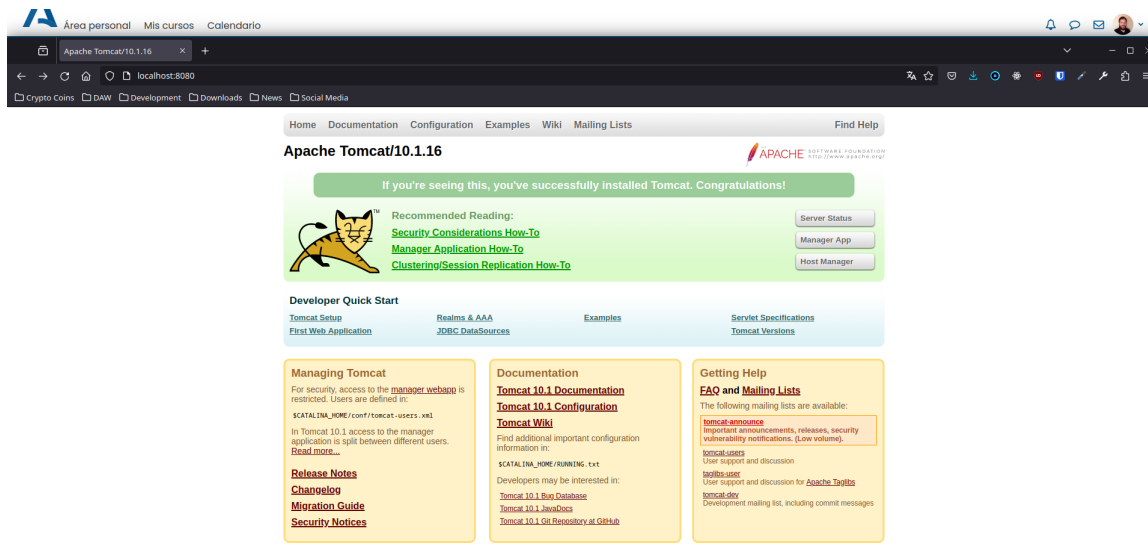 Área personal Mis cursos Calendario
Apache Tomcat/10.1.16
localhost:8080
Crypto Coins DAW Development Downloads News Social Media
Home Documentation Configuration Examples Wiki Mailing Lists Find Help
Apache Tomcat/10.1.16
APACHE SOFTWARE FOUNDATION
http://www.apache.org/
If you're seeing this, you've successfully installed Tomcat. Congratulations!
TM
Recommended Reading:
Security Considerations How-To
Manager Application How-To
Clustering/Session Replication How-To
Server Status
Manager App
Host Manager
Developer Quick Start
Tomcat Setup
First Web Application
Realms & AAA
JDBC DataSources
Examples
Servlet Specifications
Tomcat Versions
Managing Tomcat
For security, access to the manager webapp is
restricted. Users are defined in:
$CATALINA_HOME/conf/tomcat-users.xml
In Tomcat 10.1 access to the manager
application is split between different users.
Read more...
Release Notes
Changelog
Migration Guide
Security Notices
Documentation
Tomcat 10.1 Documentation
Tomcat 10.1 Configuration
Tomcat Wiki
Find additional important configuration
information in:
$CATALINA_HOME/RUNNING.txt
Developers may be interested in:
Tomcat 10.1 Bug Database
Tomcat 10.1 JavaDocs
Tomcat 10.1 Git Repository at GitHub
Getting Help
FAQ and Mailing Lists
The following mailing lists are available:
tomcat-announce
Important announcements, releases, security
vulnerability notifications. (Low volume).
tomcat-users
User support and discussion
taglibs-user
User support and discussion for Apache Taglibs
tomcat-dev
Development mailing list, including commit messages